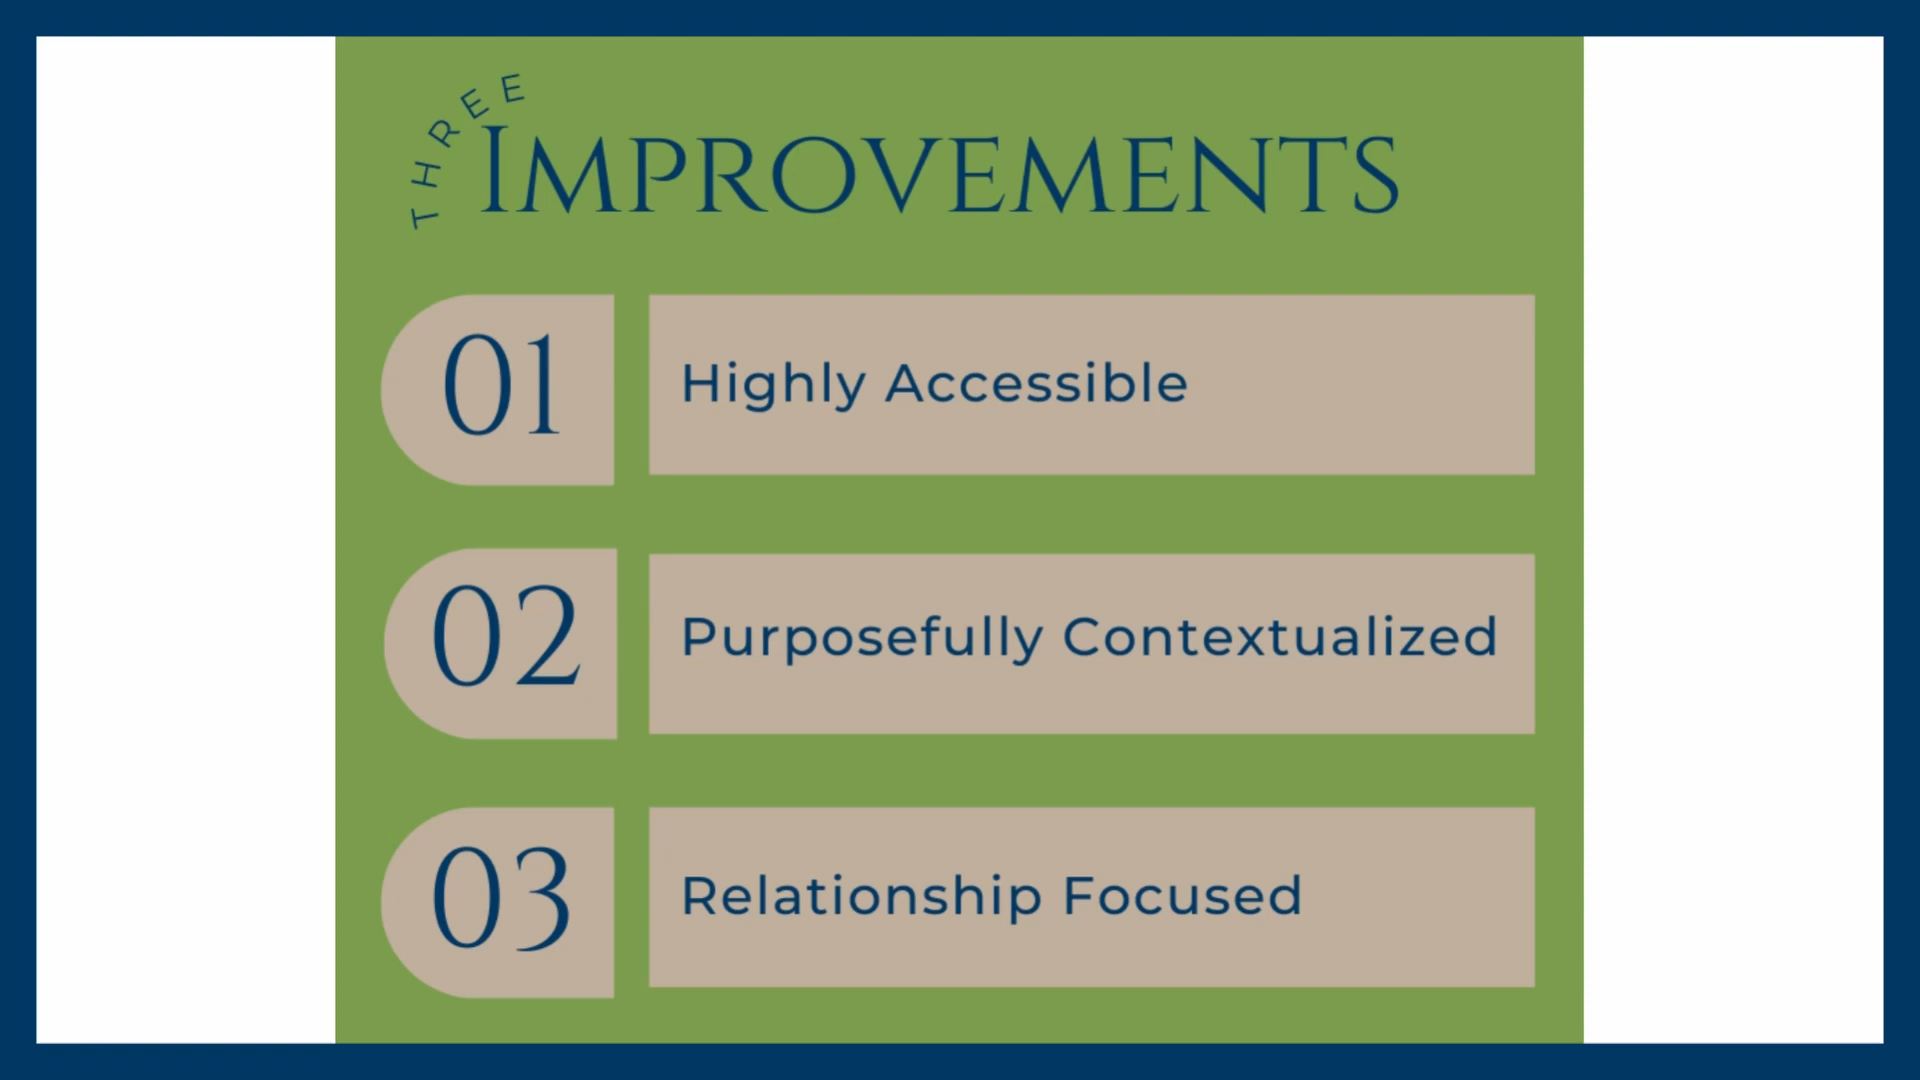 THREE
IMPROVEMENTS
01
Highly Accessible
02
Purposefully Contextualized
03
Relationship Focused